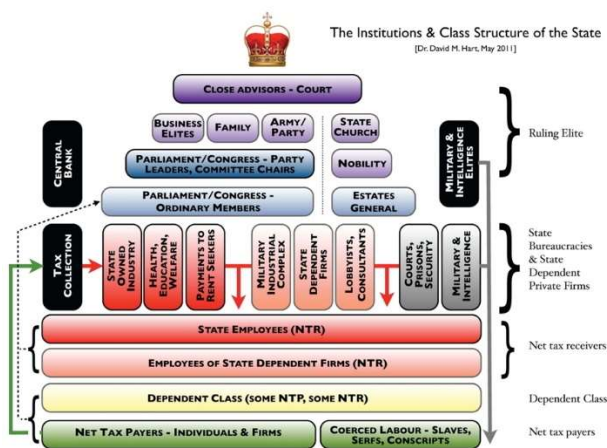 The Institutions & Class Structure of the State
[Dr. David M. Hart, May 2011]
CLOSE ADVISORS - COURT
BUSINESS
ELITES
FAMILY
ARMY/
PARTY
STATE
CHURCH
PARLIAMENT/CONGRESS - PARTY
LEADERS, COMMITTEE CHAIRS
NOBILITY
PARLIAMENT/CONGRESS -
ORDINARY MEMBERS
ESTATES
GENERAL
CENTRAL
BANK
MILITARY &
INTELLIGENCE
ELITES
Ruling Elite
TAX
COLLECTION
STATE
OWNED
INDUSTRY
HEALTH,
EDUCATION,
WELFARE
PAYMENTS TO
RENT SEEKERS
MILITARY
INDUSTRIAL
COMPLEX
STATE
DEPENDENT
FIRMS
LOBBYISTS,
CONSULTANTS
COURTS,
PRISONS,
SECURITY
MILITARY &
INTELLIGENCE
State
Bureaucracies
& State
Dependent
Private Firms
STATE EMPLOYEES (NTR)
EMPLOYEES OF STATE DEPENDENT FIRMS (NTR)
Net tax receivers
DEPENDENT CLASS (SOME NTP, SOME NTR)
Dependent Class
NET TAX PAYERS - INDIVIDUALS & FIRMS
COERCED LABOUR - SLAVES,
SERFS, CONSCRIPTS
Net tax payers